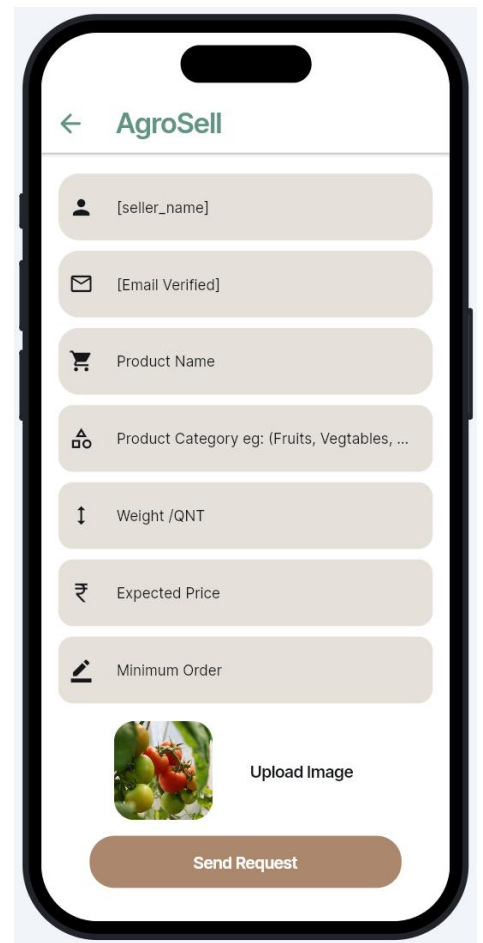 AgroSell
[seller_name]
[Email Verified]
Product Name
Product Category eg: (Fruits, Vegtables, ...
Weight /QNT
₹ Expected Price
Minimum Order
Upload Image
Send Request